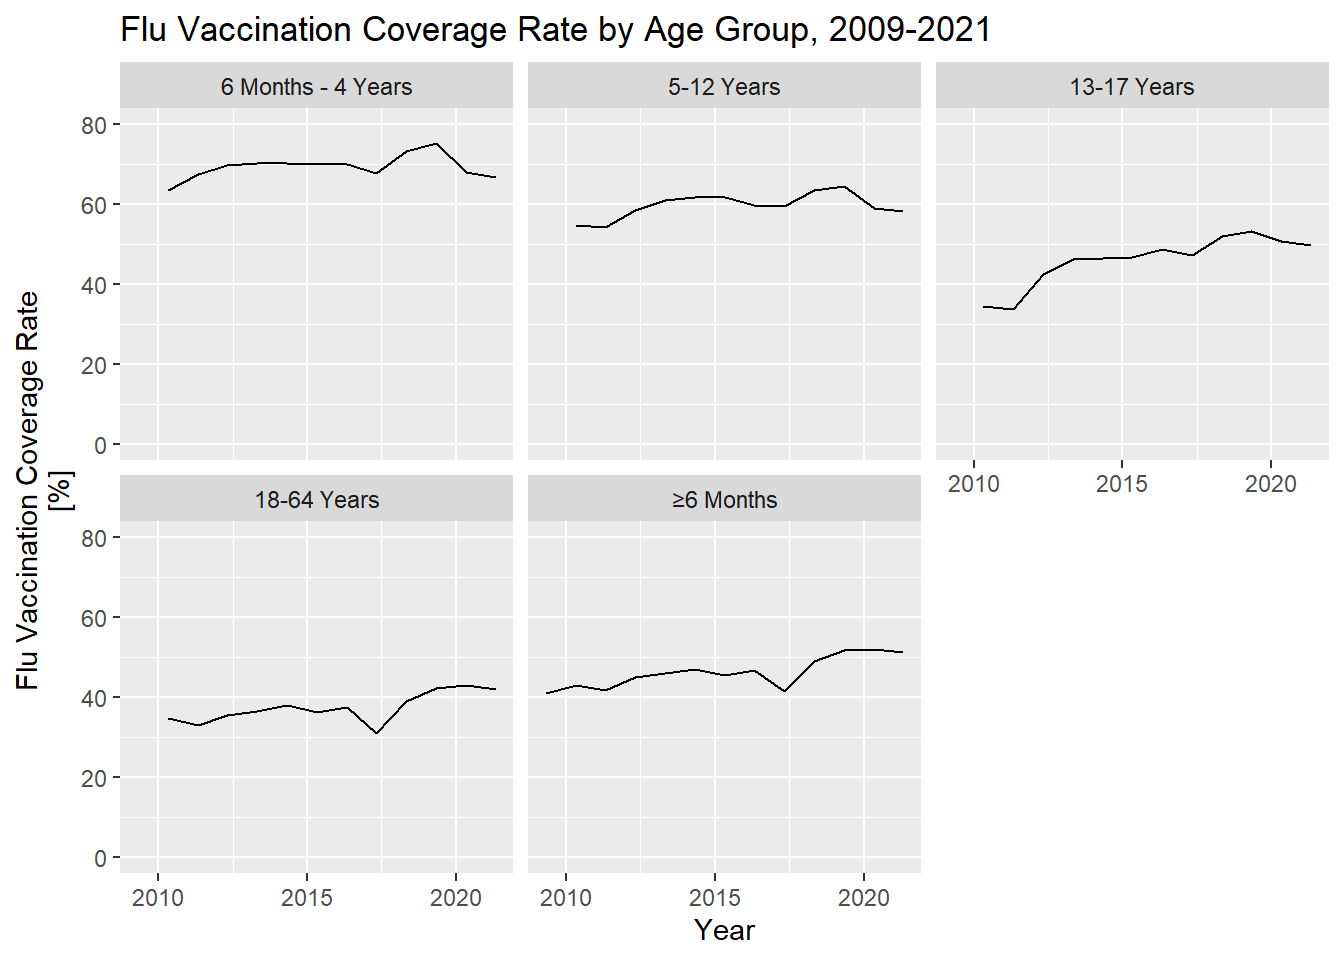 Flu Vaccination Coverage Rate by Age Group, 2009-2021
6 Months - 4 Years
5-12 Years
13-17 Years
80
60
40
20
0
2010 2015 2020
18-64 Years
≥6 Months
80
60
40
20
0
2010 2015 2020
2010 2015 2020
Year
Flu Vaccination Coverage Rate
[%]